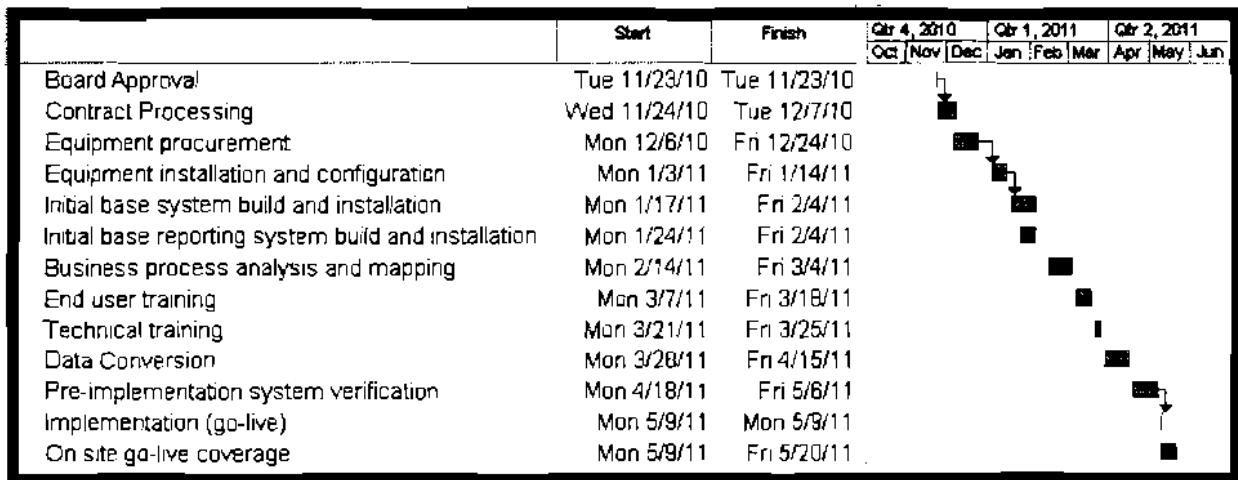 Start Finish Qtr 4, 2010 Qtr 1, 2011 Qtr 2, 2011
Oct Nov Dec Jan Feb Mar Apr May Jun
Board Approval Tue 11/23/10 Tue 11/23/10
Contract Processing Wed 11/24/10 Tue 12/7/10
Equipment procurement Mon 12/6/10 Fri 12/24/10
Equipment installation and configuration Mon 1/3/11 Fri 1/14/11
Initial base system build and installation Mon 1/17/11 Fri 2/4/11
Initial base reporting system build and installation Mon 1/24/11 Fri 2/4/11
Business process analysis and mapping Mon 2/14/11 Fri 3/4/11
End user training Mon 3/7/11 Fri 3/18/11
Technical training Mon 3/21/11 Fri 3/25/11
Data Conversion Mon 3/28/11 Fri 4/15/11
Pre-implementation system verification Mon 4/18/11 Fri 5/6/11
Implementation (go-live) Mon 5/9/11 Mon 5/9/11
On site go-live coverage Mon 5/9/11 Fri 5/20/11